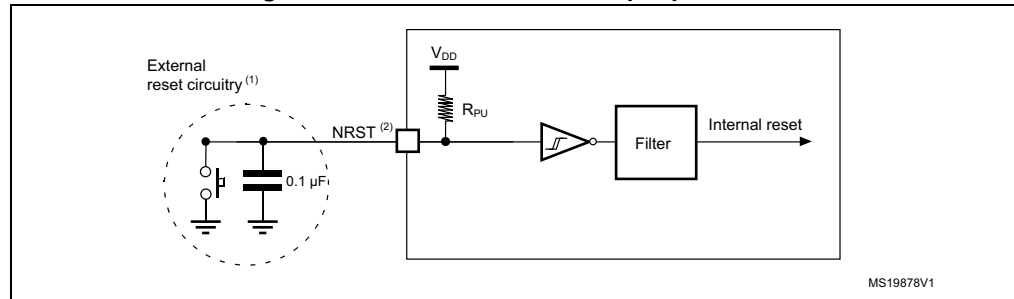 External
reset circuitry (1)
VDD
RPU
NRST (2)
0.1 μF
Filter
Internal reset
MS19878V1